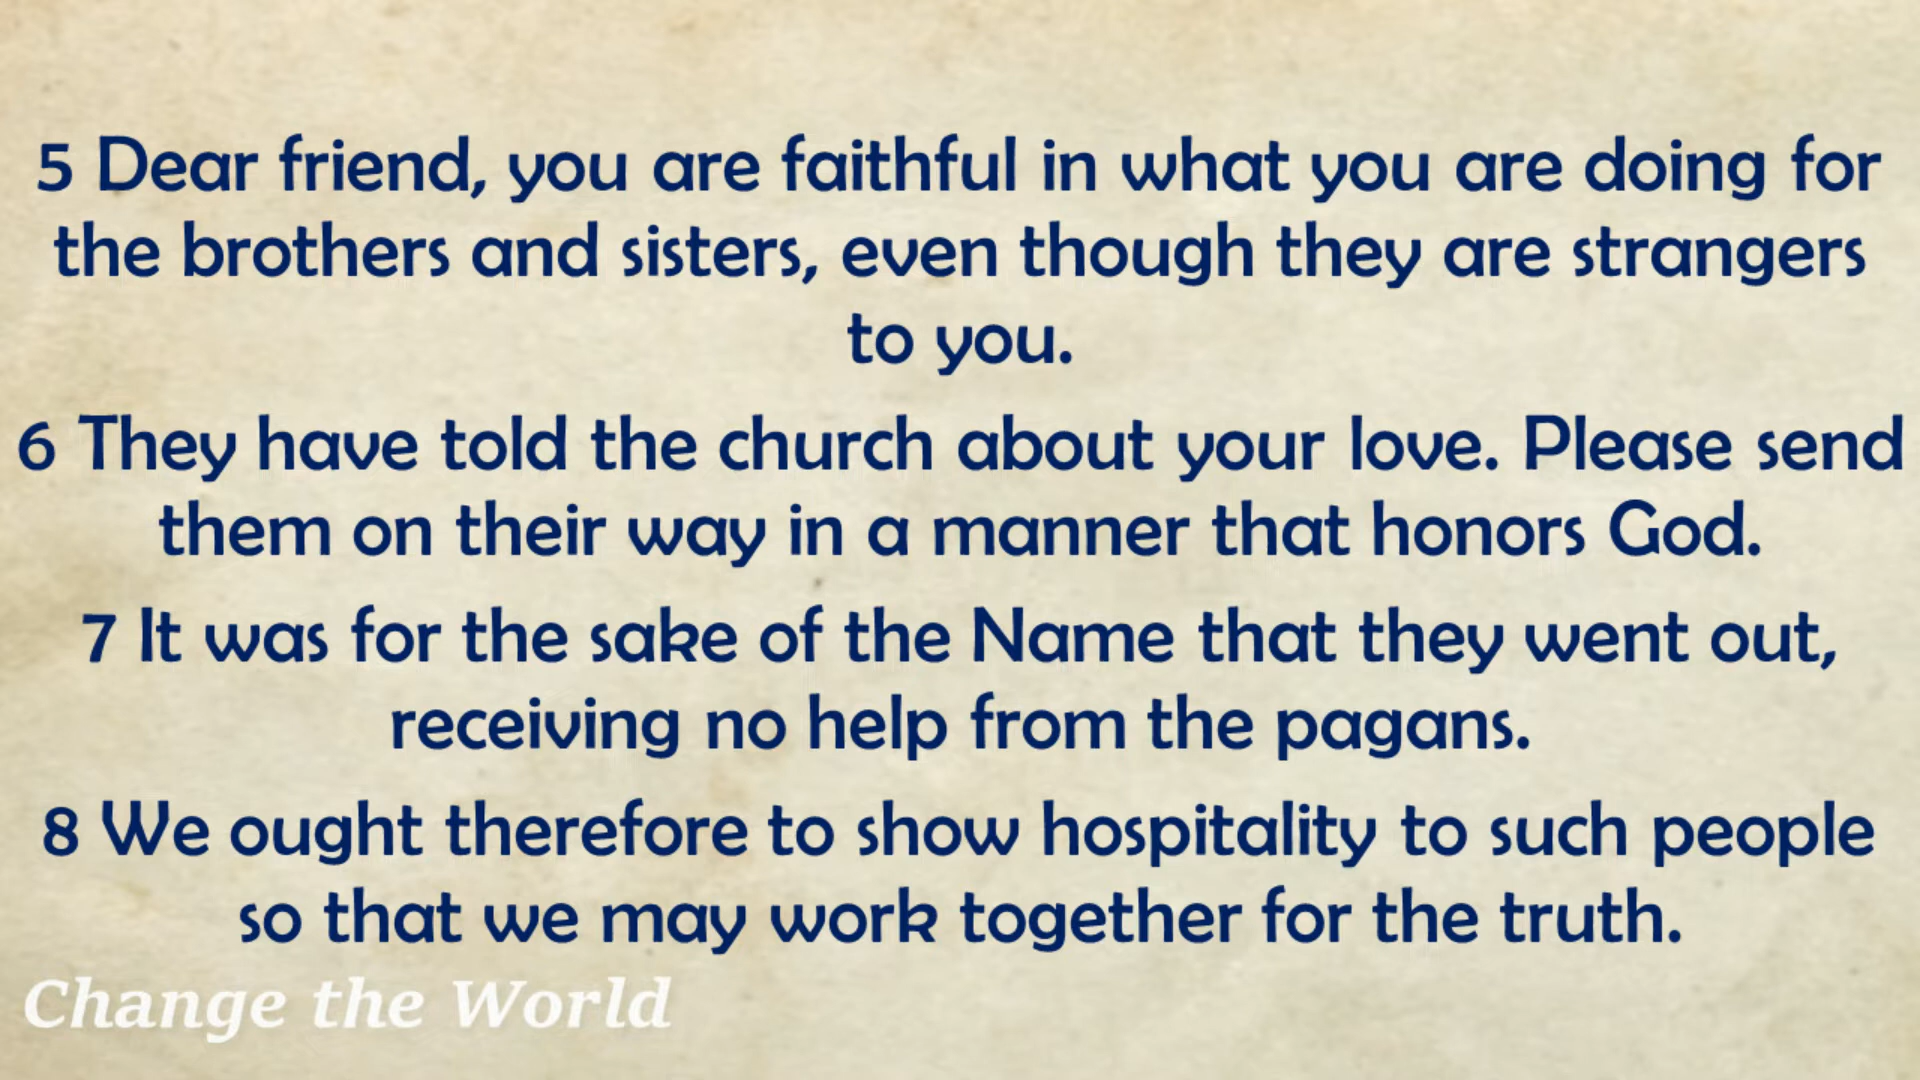 5 Dear friend, you are faithful in what you are doing for
the brothers and sisters, even though they are strangers
to you.
6 They have told the church about your love. Please send
them on their way in a manner that honors God.
7 It was for the sake of the Name that they went out,
receiving no help from the pagans.
8 We ought therefore to show hospitality to such people
so that we may work together for the truth.
Change the World